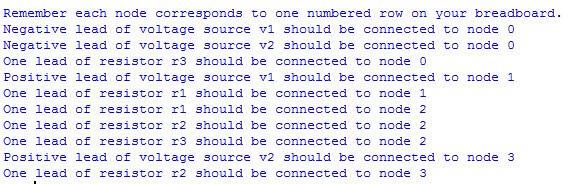 Remember each node corresponds to one numbered row on your breadboard.
Negative lead of voltage source v1 should be connected to node 0
Negative lead of voltage source v2 should be connected to node 0
One lead of resistor r3 should be connected to node 0
Positive lead of voltage source v1 should be connected to node 1
One lead of resistor r1 should be connected to node 1
One lead of resistor r1 should be connected to node 2
One lead of resistor r2 should be connected to node 2
One lead of resistor r3 should be connected to node 2
Positive lead of voltage source v2 should be connected to node 3
One lead of resistor r2 should be connected to node 3